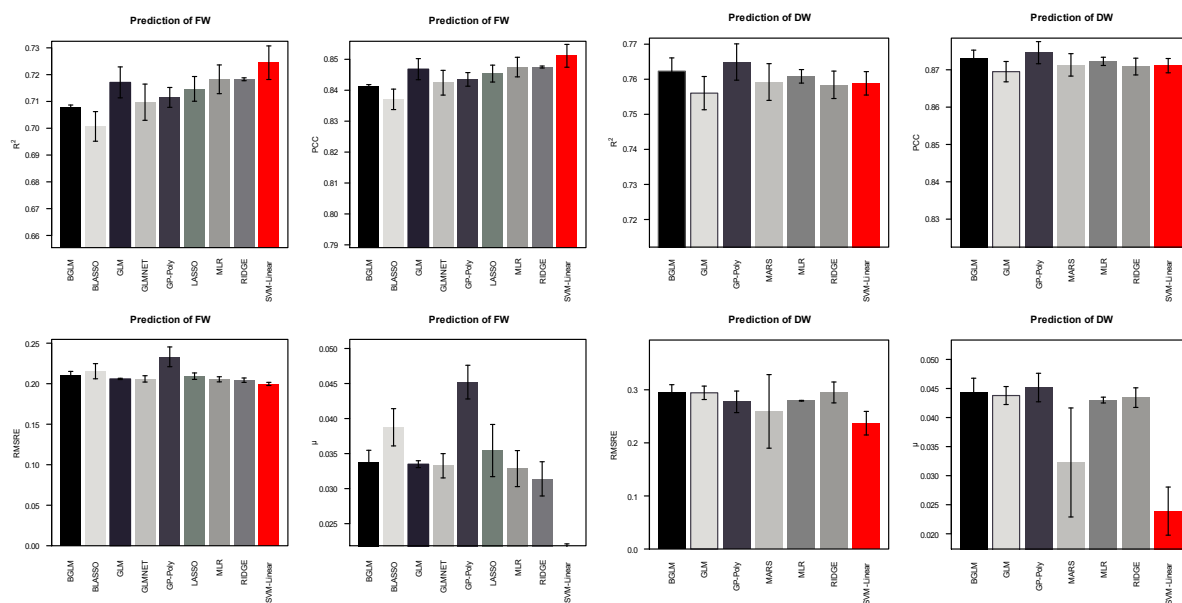 Prediction of FW
R2
0.73
0.72
0.71
0.70
0.69
0.68
0.67
0.66
BGLM
BLASSO
GLM
GLMNET
GP-Poly
LASSO
MLR
RIDGE
SVM-Linear
Prediction of FW
PCC
0.85
0.84
0.83
0.82
0.81
0.80
0.79
BGLM
BLASSO
GLM
GLMNET
GP-Poly
LASSO
MLR
RIDGE
SVM-Linear
Prediction of DW
R2
0.77
0.76
0.75
0.74
0.73
0.72
BGLM
GLM
GP-Poly
MARS
MLR
RIDGE
SVM-Linear
Prediction of DW
PCC
0.87
0.86
0.85
0.84
0.83
BGLM
GLM
GP-Poly
MARS
MLR
RIDGE
SVM-Linear
Prediction of FW
RMSRE
0.25
0.20
0.15
0.10
0.05
0.00
BGLM
BLASSO
GLM
GLMNET
GP-Poly
LASSO
MLR
RIDGE
SVM-Linear
Prediction of FW
μ
0.050
0.045
0.040
0.035
0.030
0.025
BGLM
BLASSO
GLM
GLMNET
GP-Poly
LASSO
MLR
RIDGE
SVM-Linear
Prediction of DW
RMSRE
0.3
0.2
0.1
0.0
BGLM
GLM
GP-Poly
MARS
MLR
RIDGE
SVM-Linear
Prediction of DW
μ
0.050
0.045
0.040
0.035
0.030
0.025
0.020
BGLM
GLM
GP-Poly
MARS
MLR
RIDGE
SVM-Linear